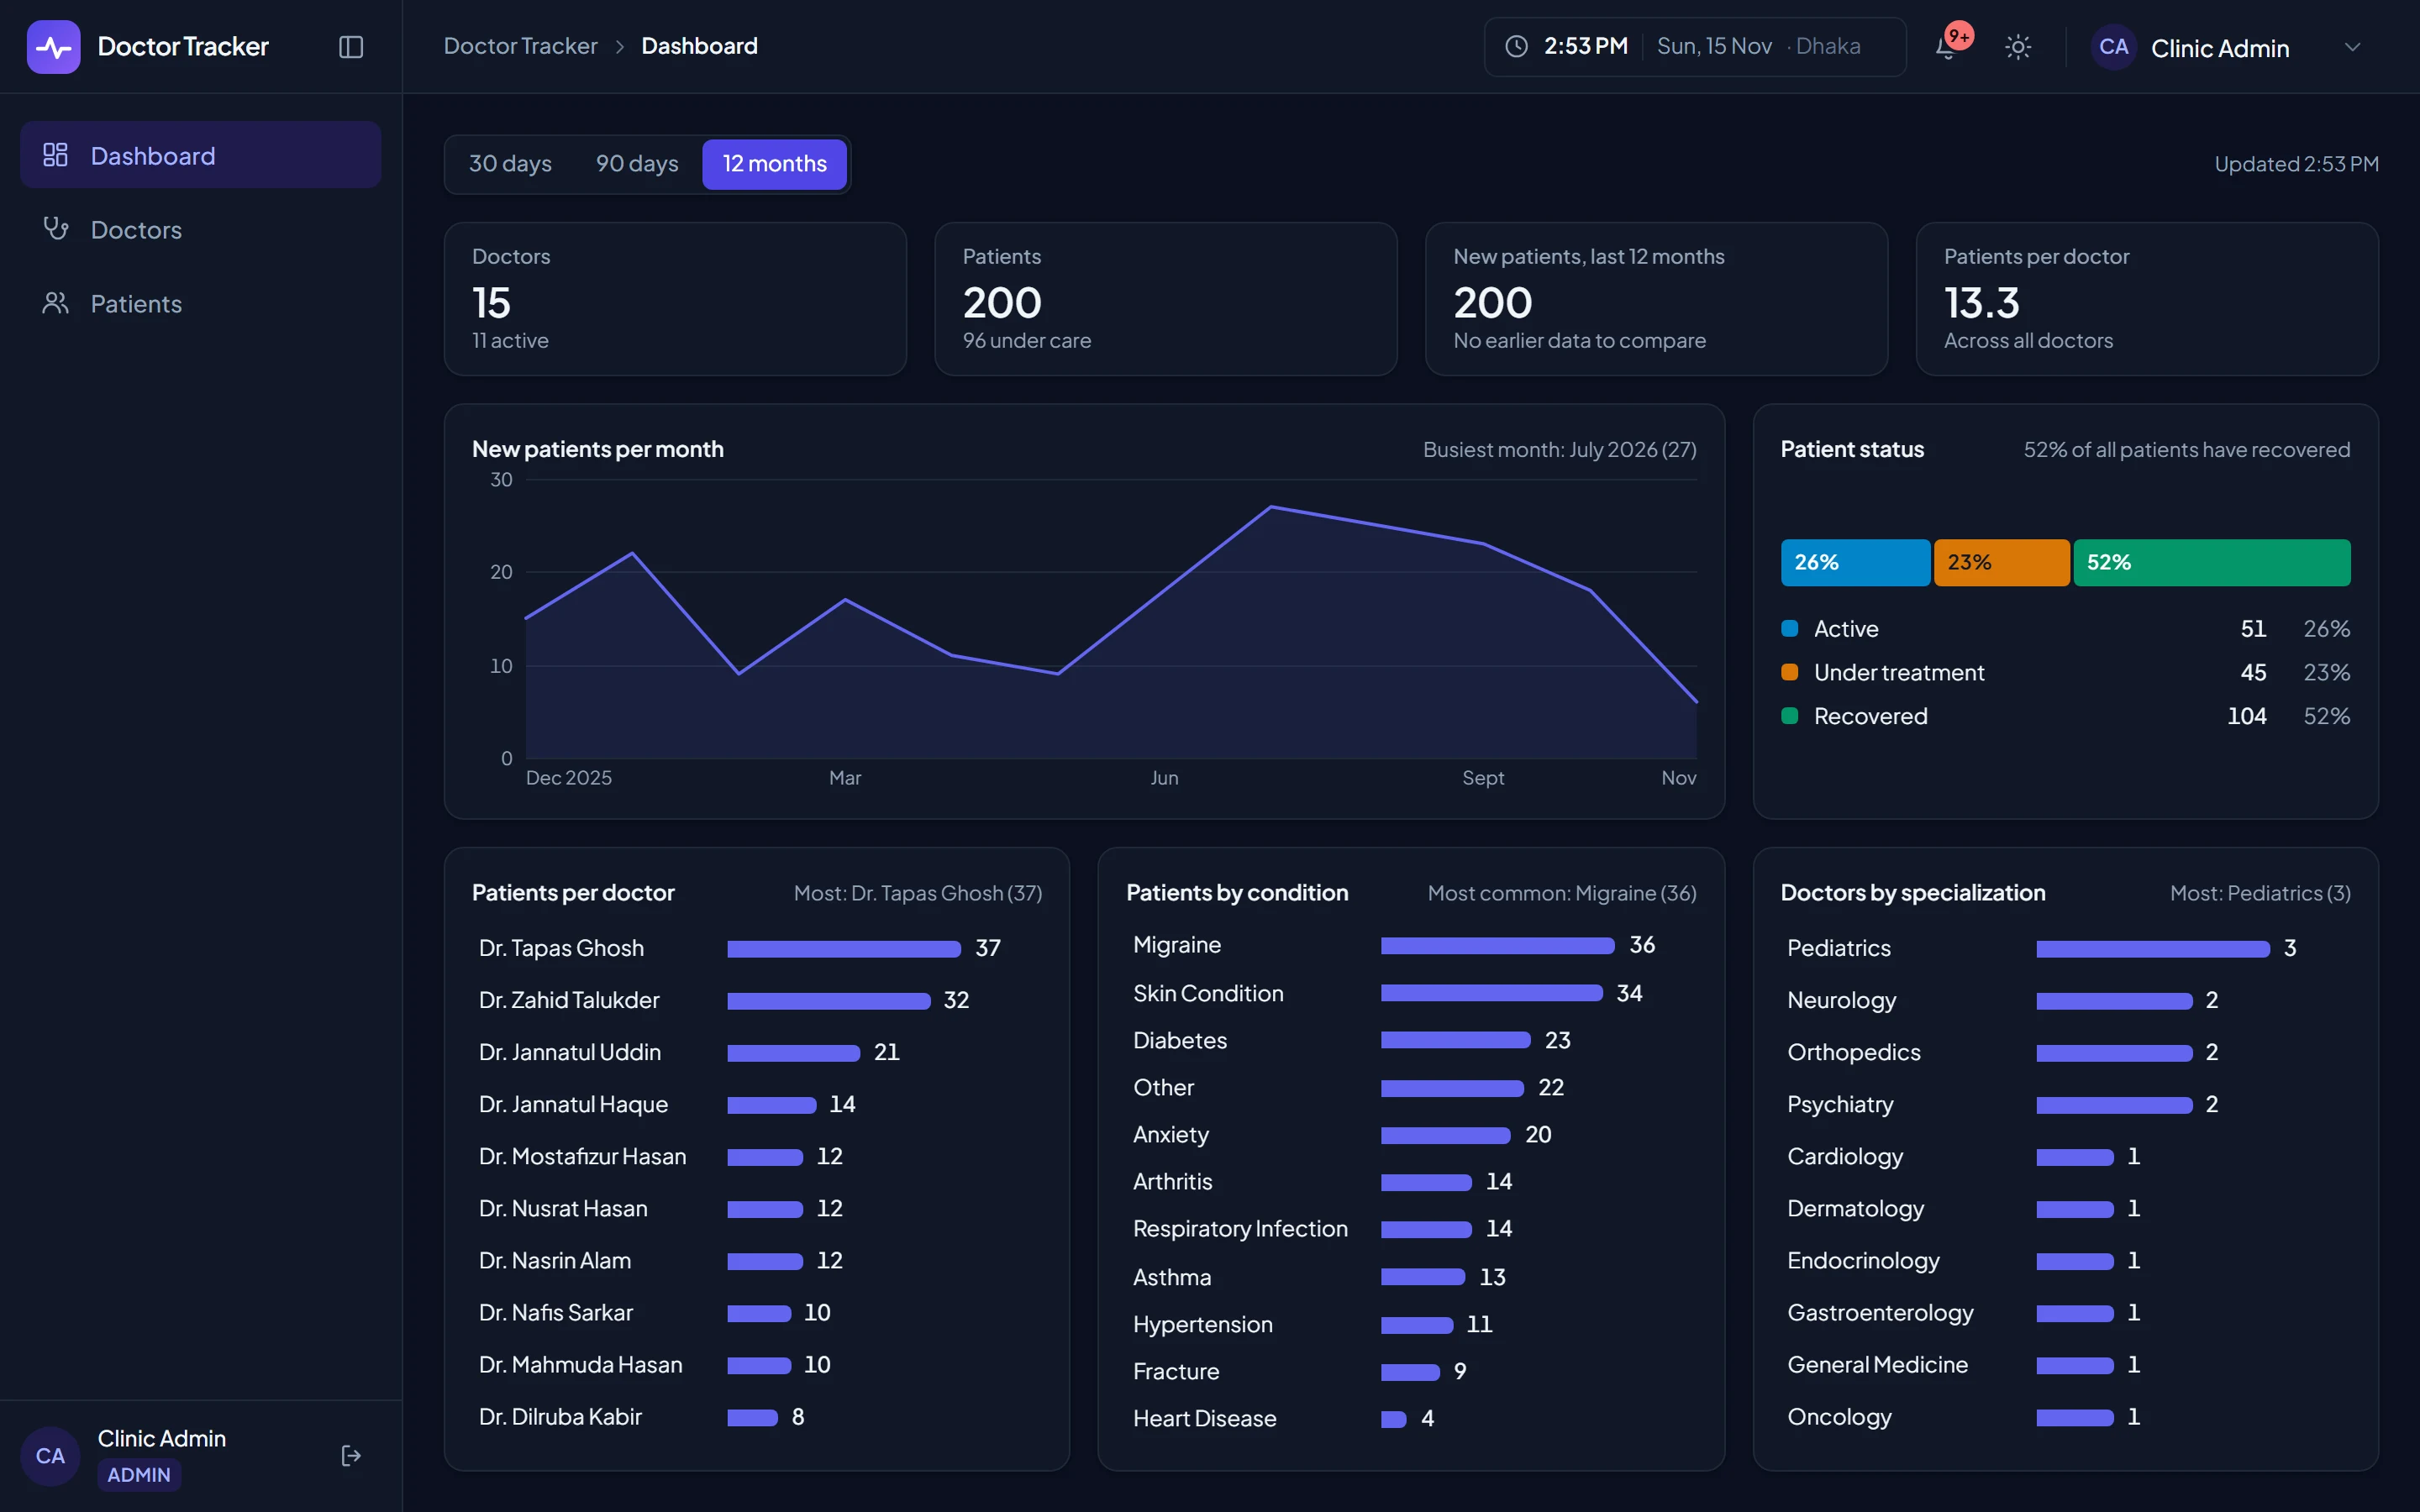 DoctorTracker
DoctorTracker > Dashboard
2:53 PM Sun, 15 Nov · Dhaka
9+
CA Clinic Admin
Dashboard
Doctors
Patients
30 days 90 days 12 months
Updated 2:53 PM
Doctors
15
11 active
Patients
200
96 under care
New patients, last 12 months
200
No earlier data to compare
Patients per doctor
13.3
Across all doctors
New patients per month Busiest month: July 2026 (27)
30
20
10
0
Dec 2025 Mar Jun Sept Nov
Patient status 52% of all patients have recovered
26% 23% 52%
Active 51 26%
Under treatment 45 23%
Recovered 104 52%
Patients per doctor Most: Dr. Tapas Ghosh (37)
Dr. Tapas Ghosh 37
Dr. Zahid Talukder 32
Dr. Jannatul Uddin 21
Dr. Jannatul Haque 14
Dr. Mostafizur Hasan 12
Dr. Nusrat Hasan 12
Dr. Nasrin Alam 12
Dr. Nafis Sarkar 10
Dr. Mahmuda Hasan 10
Dr. Dilruba Kabir 8
Patients by condition Most common: Migraine (36)
Migraine 36
Skin Condition 34
Diabetes 23
Other 22
Anxiety 20
Arthritis 14
Respiratory Infection 14
Asthma 13
Hypertension 11
Fracture 9
Heart Disease 4
Doctors by specialization Most: Pediatrics (3)
Pediatrics 3
Neurology 2
Orthopedics 2
Psychiatry 2
Cardiology 1
Dermatology 1
Endocrinology 1
Gastroenterology 1
General Medicine 1
Oncology 1
CA Clinic Admin
ADMIN